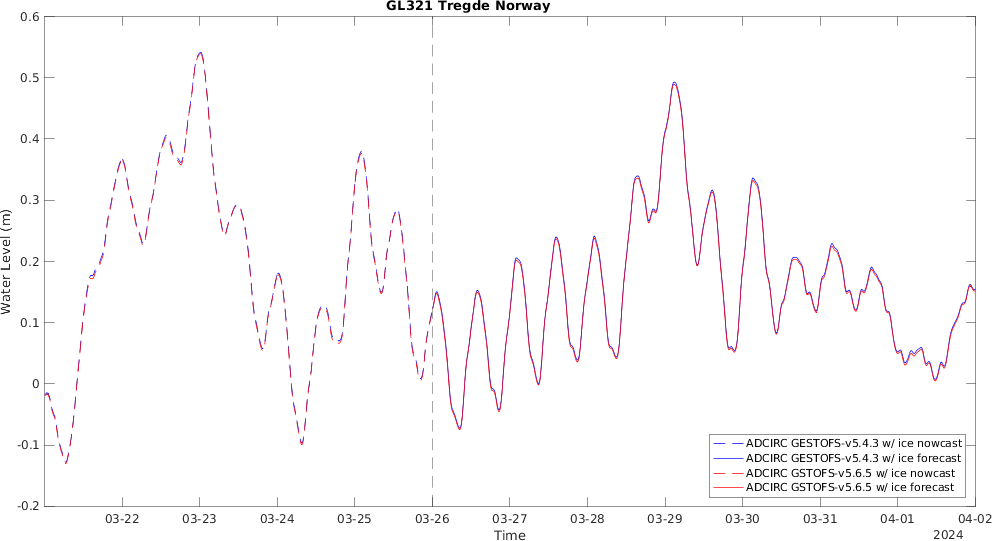 GL321 Tregde Norway
0.6
0.5
0.4
0.3
0.2
0.1
0
-0.1
-0.2
Water Level (m)
03-22 03-23 03-24 03-25 03-26 03-27 03-28 03-29 03-30 03-31 04-01 04-02
Time
2024
ADCIRC GESTOFS-v5.4.3 w/ ice nowcast
ADCIRC GESTOFS-v5.4.3 w/ ice forecast
ADCIRC GSTOFS-v5.6.5 w/ ice nowcast
ADCIRC GSTOFS-v5.6.5 w/ ice forecast